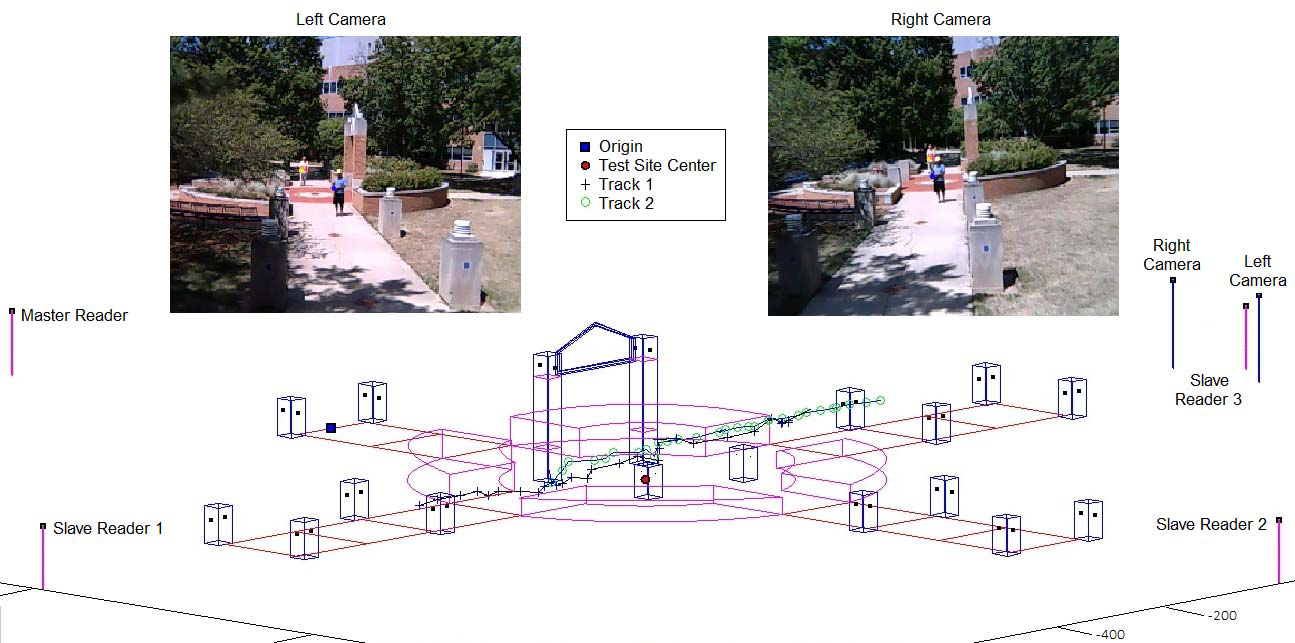 Left Camera
Right Camera
Origin
Test Site Center
Track 1
Track 2
Right
Camera
Left
Camera
Master Reader
Slave
Reader 3
Slave Reader 1
Slave Reader 2
-200
-400